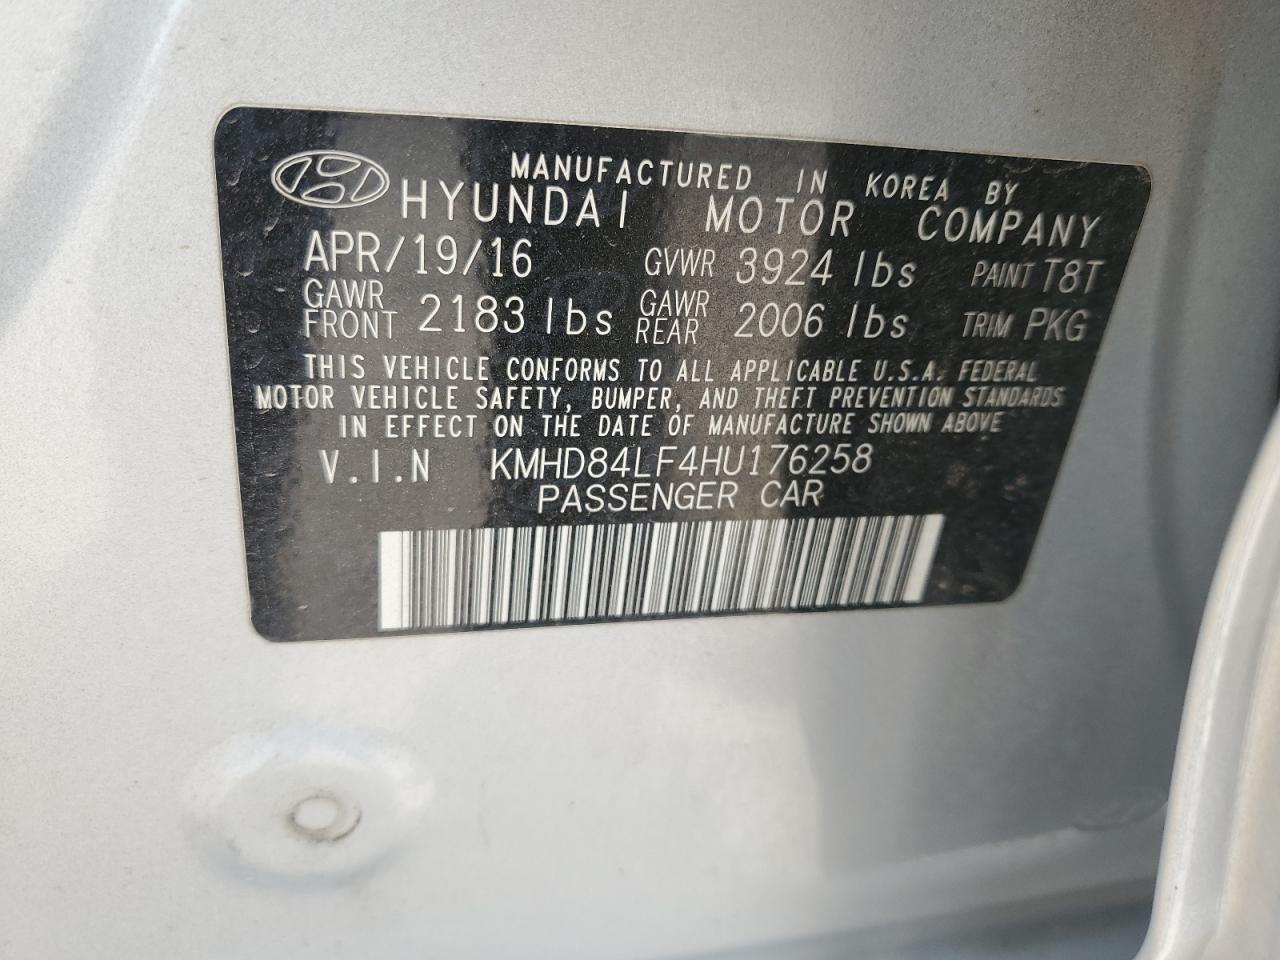 MANUFACTURED IN KOREA BY
HYUNDAI MOTOR COMPANY
APR/19/16 GVWR 3924 lbs PAINT T8T
GAWR FRONT 2183 lbs GAWR REAR 2006 lbs TRIM PKG
THIS VEHICLE CONFORMS TO ALL APPLICABLE U.S.A. FEDERAL
MOTOR VEHICLE SAFETY, BUMPER, AND THEFT PREVENTION STANDARDS
IN EFFECT ON THE DATE OF MANUFACTURE SHOWN ABOVE
V.I.N KMHD84LF4HU176258
PASSENGER CAR